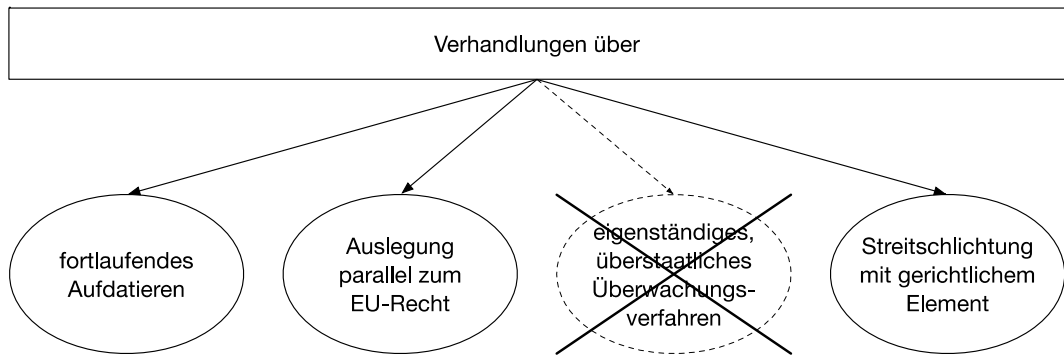 Verhandlungen über
fortlaufendes
Aufdatieren
Auslegung
parallel zum
EU-Recht
eigenständiges,
überstaatliches
Überwachungs-
verfahren
Streitschlichtung
mit gerichtlichem
Element